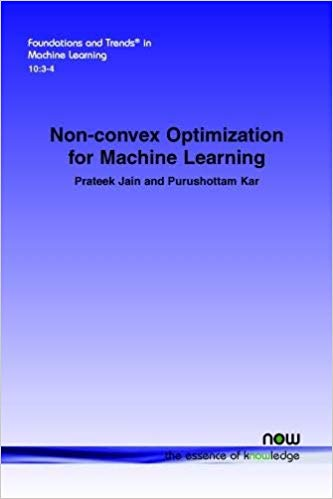 Foundations and Trends® in
Machine Learning
10:3-4
Non-convex Optimization
for Machine Learning
Prateek Jain and Purushottam Kar
now
the essence of knowledge